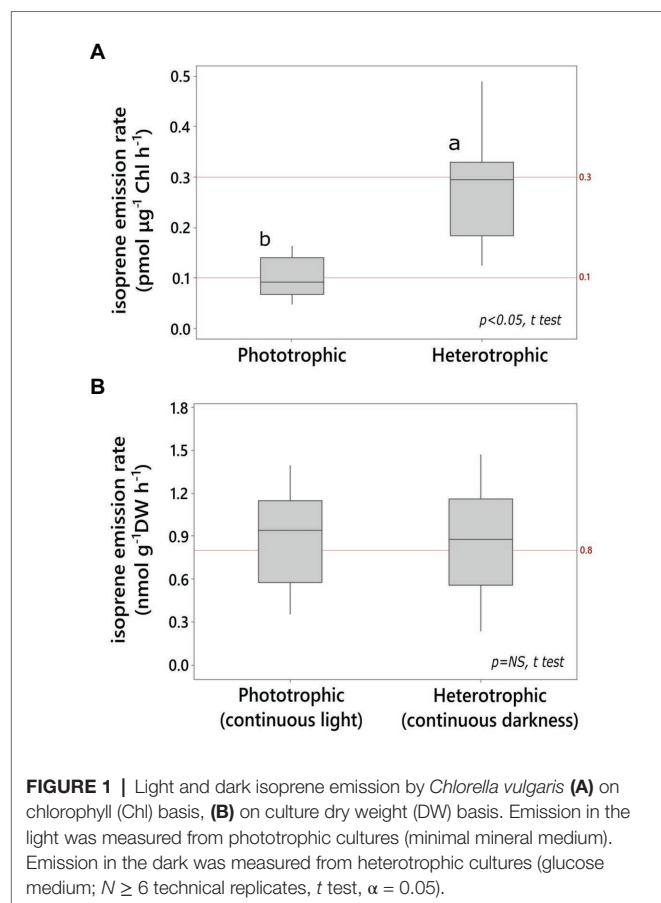 A
isoprene emission rate
(pmol µg⁻¹ Chl h⁻¹)
0.5
0.4
0.3
0.2
0.1
0.0
b
a
0.3
0.1
p<0.05, t test
Phototrophic
Heterotrophic
B
isoprene emission rate
(nmol g⁻¹DW h⁻¹)
1.8
1.5
1.2
0.9
0.6
0.3
0.0
0.8
p=NS, t test
Phototrophic
(continuous light)
Heterotrophic
(continuous darkness)
FIGURE 1 | Light and dark isoprene emission by Chlorella vulgaris (A) on
chlorophyll (Chl) basis, (B) on culture dry weight (DW) basis. Emission in the
light was measured from phototrophic cultures (minimal mineral medium).
Emission in the dark was measured from heterotrophic cultures (glucose
medium; N ≥ 6 technical replicates, t test, α = 0.05).